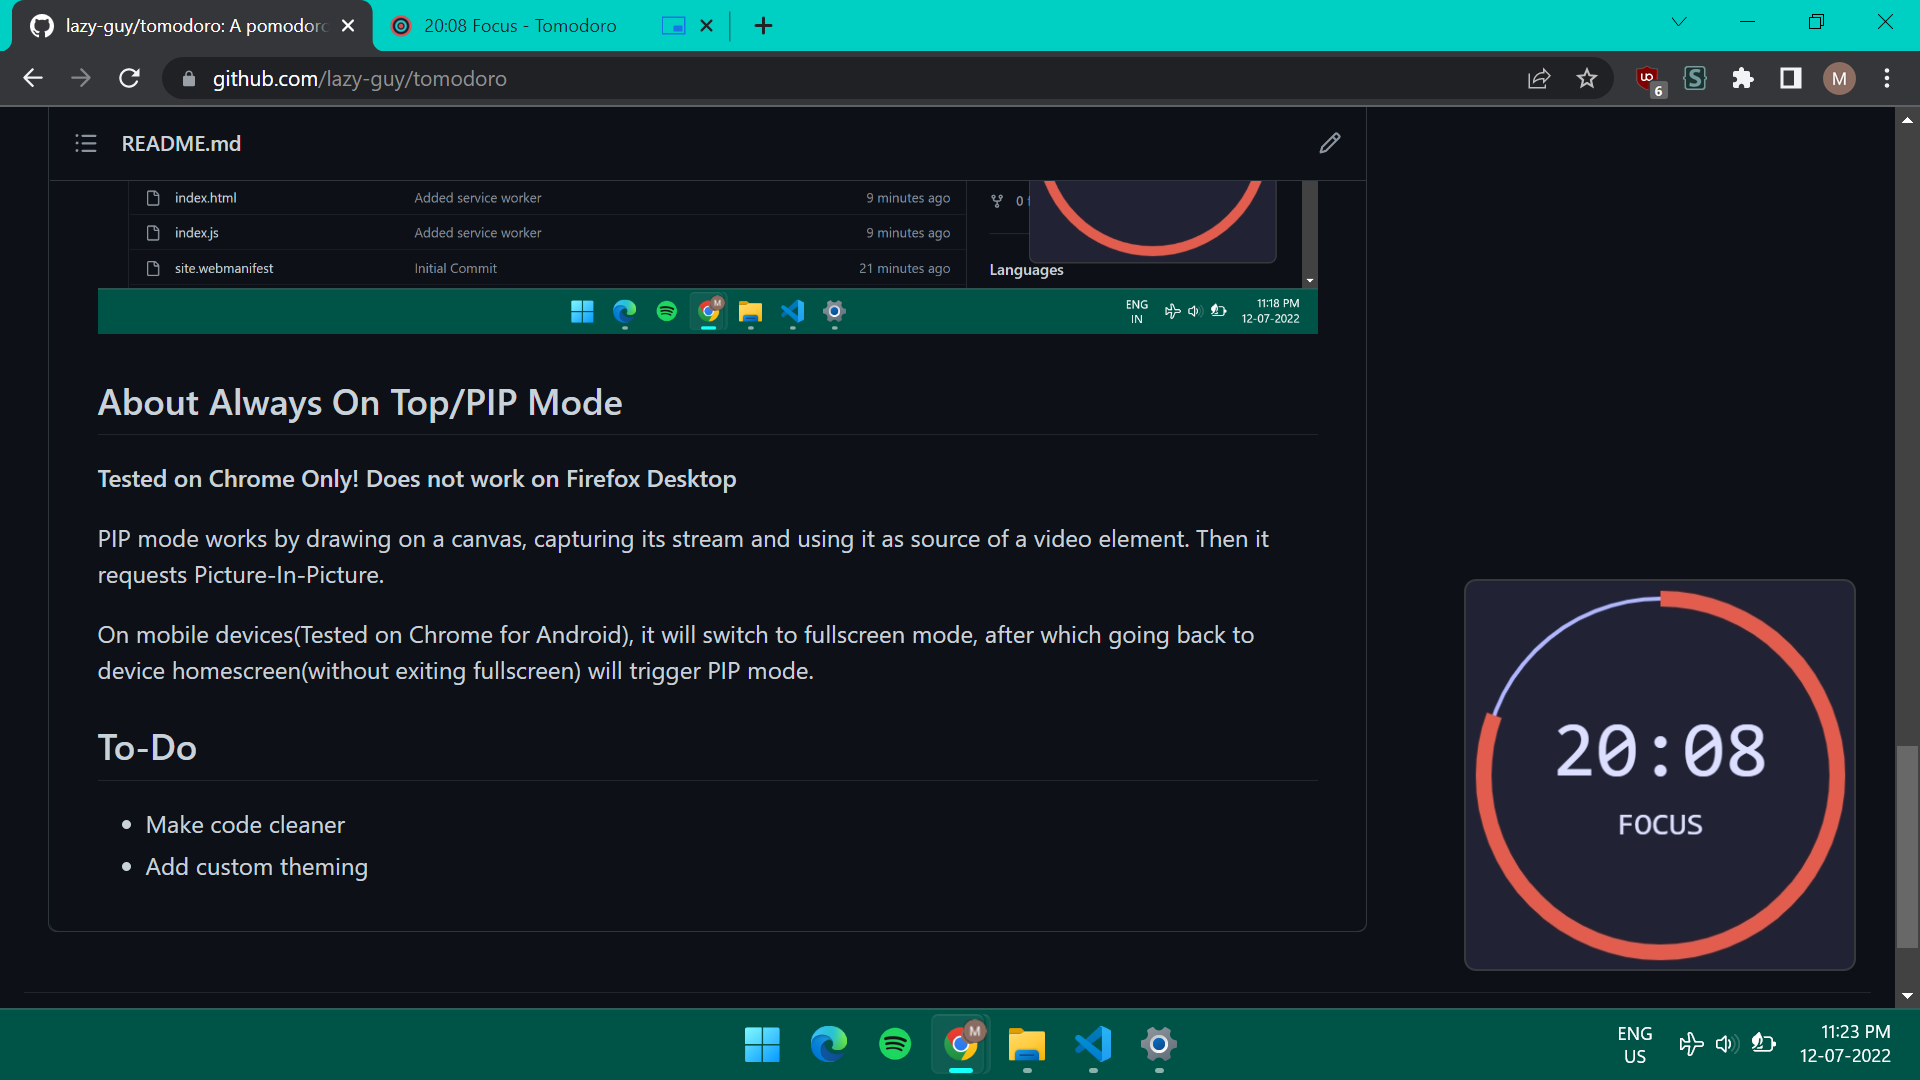 lazy-guy/tomodoro: A pomodoro
20:08 Focus - Tomodoro
github.com/lazy-guy/tomodoro
6
M
README.md
index.html Added service worker 9 minutes ago
0
index.js Added service worker 9 minutes ago
site.webmanifest Initial Commit 21 minutes ago
Languages
M
ENG
IN
11:18 PM
12-07-2022
About Always On Top/PIP Mode
Tested on Chrome Only! Does not work on Firefox Desktop
PIP mode works by drawing on a canvas, capturing its stream and using it as source of a video element. Then it
requests Picture-In-Picture.
On mobile devices(Tested on Chrome for Android), it will switch to fullscreen mode, after which going back to
device homescreen(without exiting fullscreen) will trigger PIP mode.
To-Do
Make code cleaner
Add custom theming
20:08
FOCUS
M
ENG
US
11:23 PM
12-07-2022